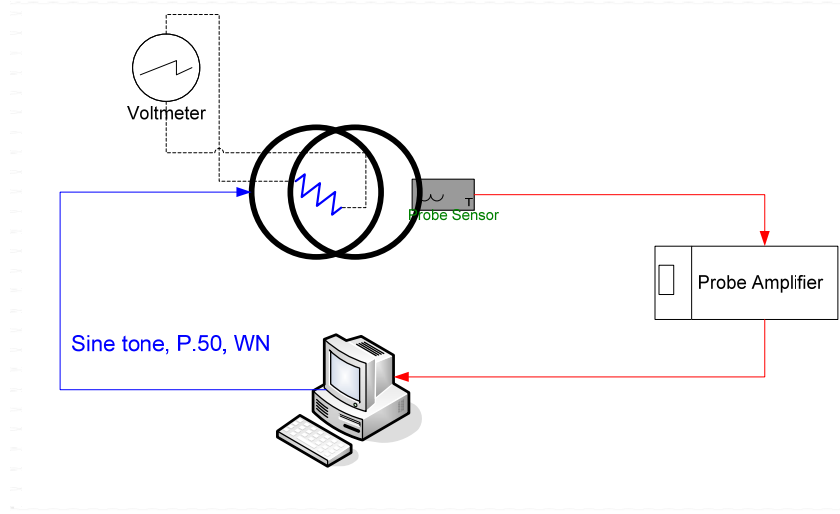 Voltmeter
T
Probe Sensor
Probe Amplifier
Sine tone, P.50, WN